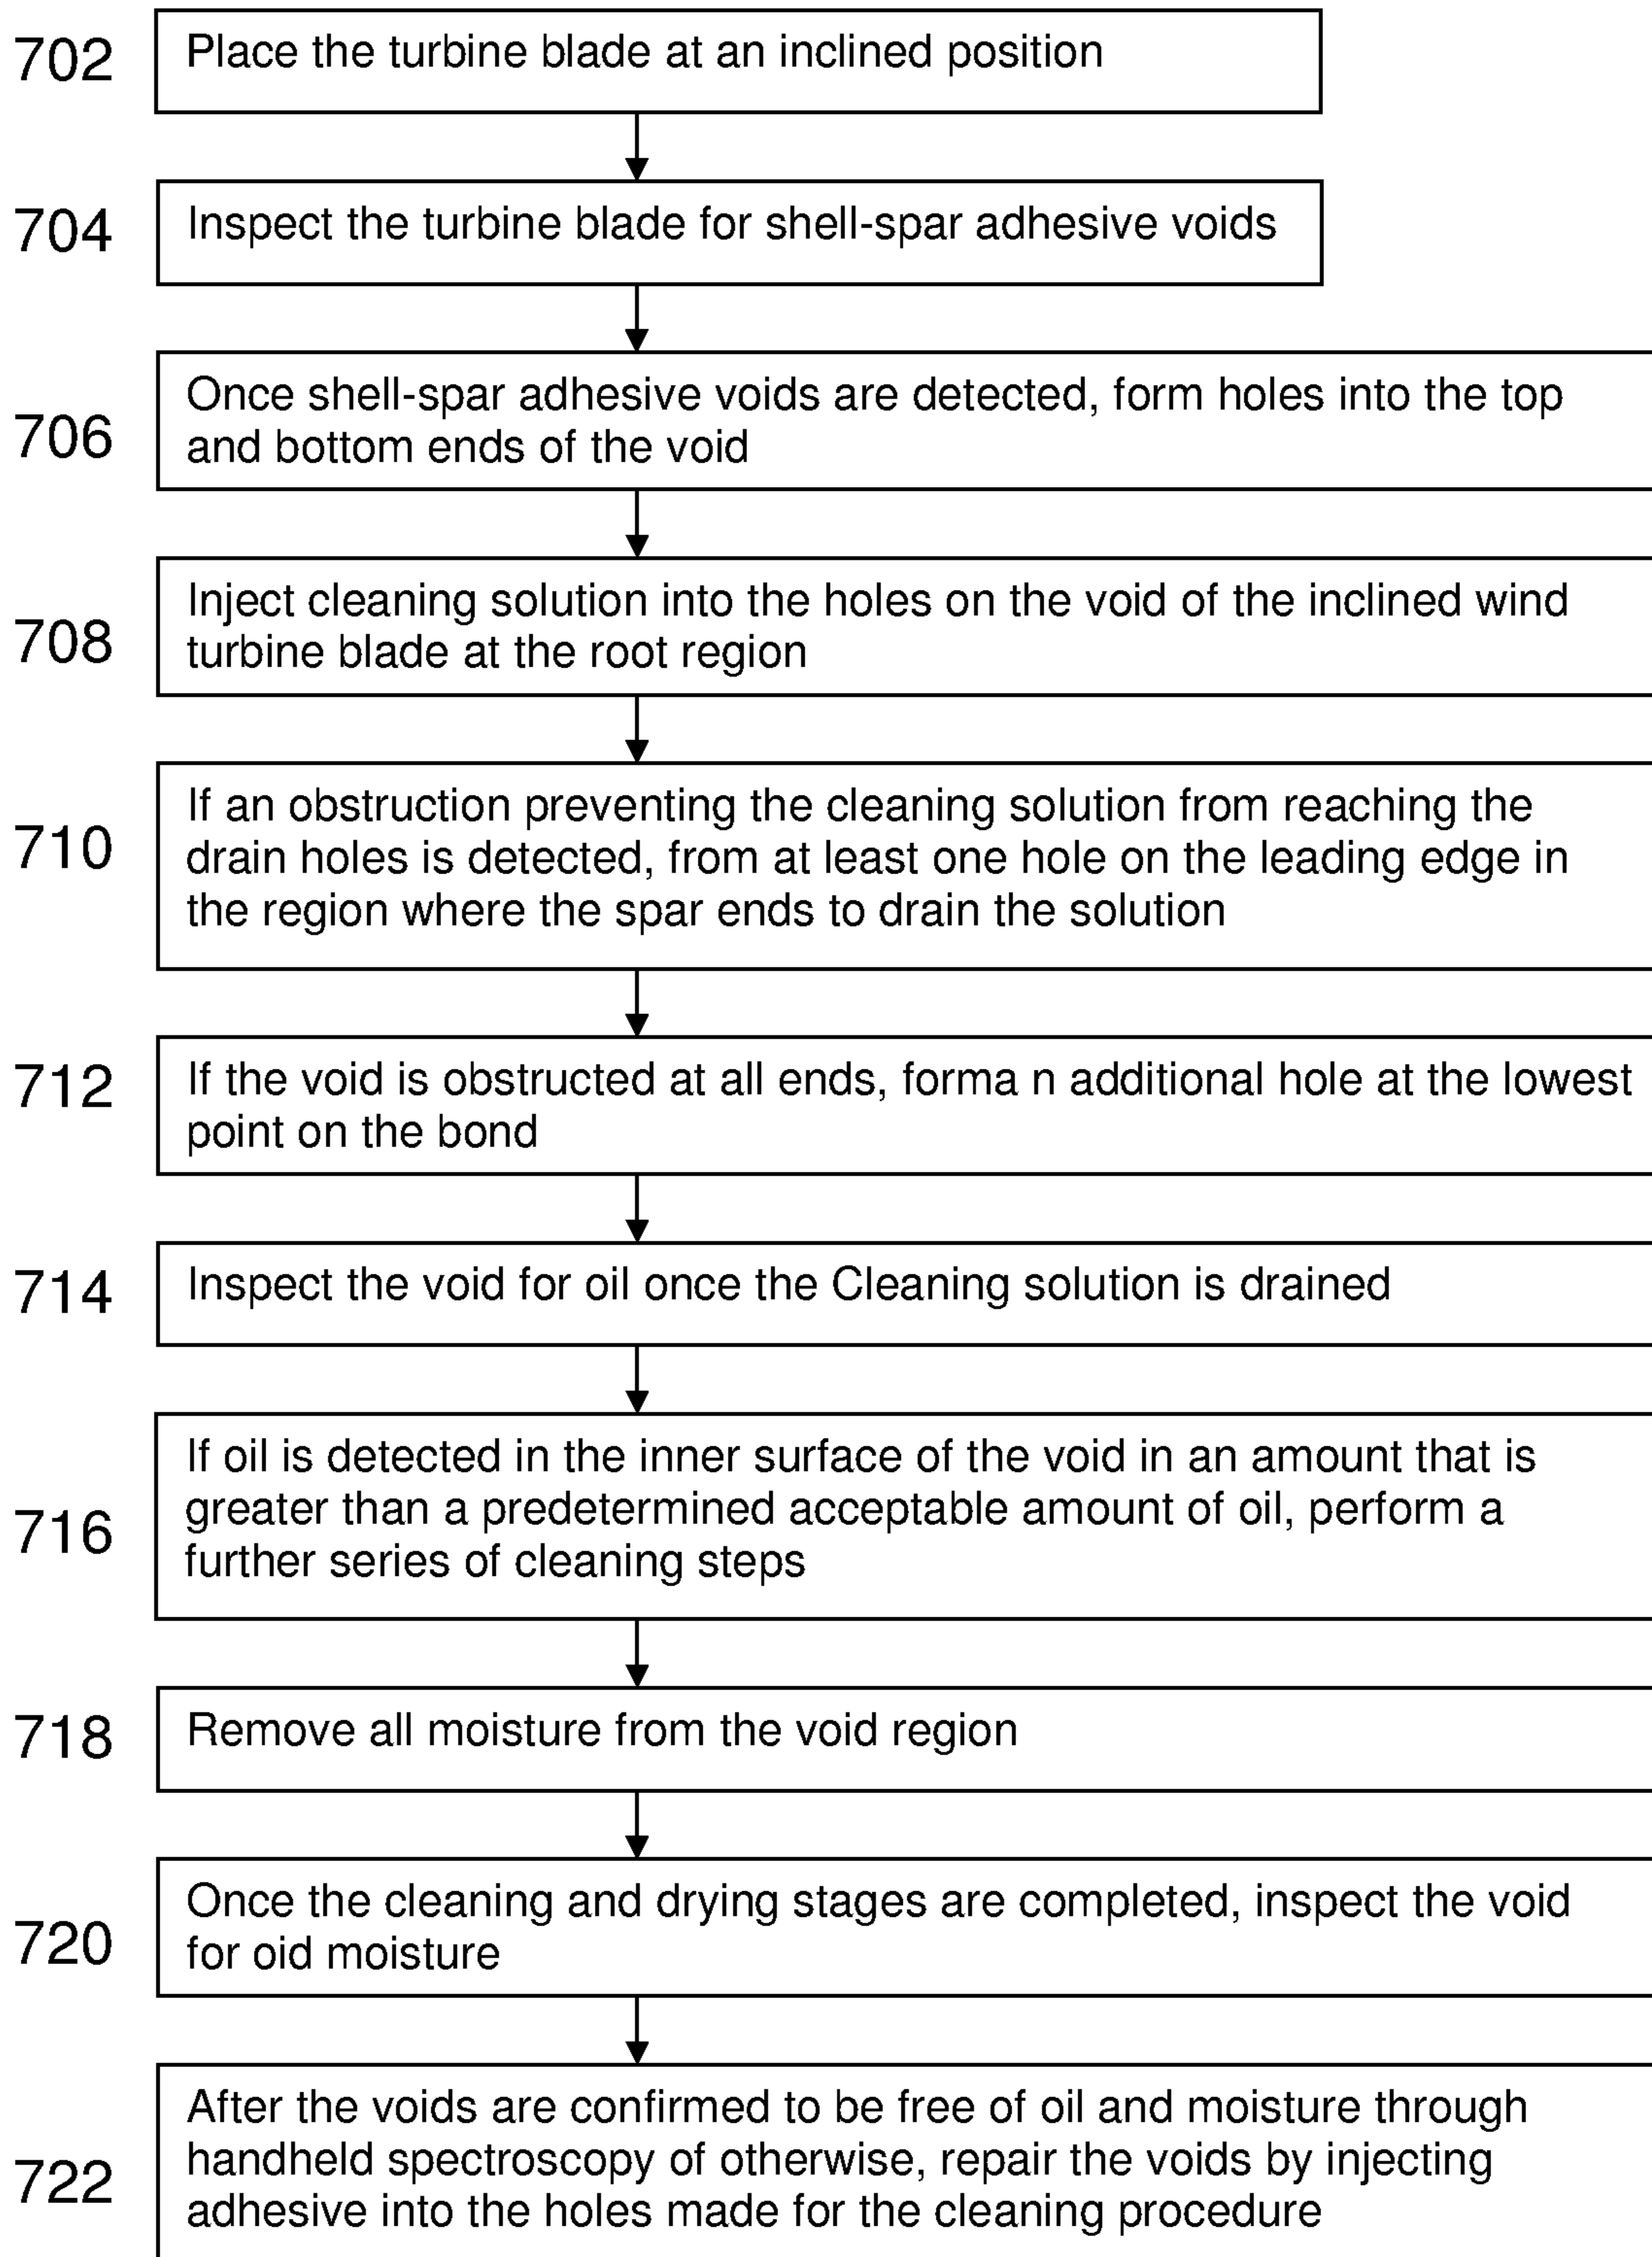 702
Place the turbine blade at an inclined position
704
Inspect the turbine blade for shell-spar adhesive voids
706
Once shell-spar adhesive voids are detected, form holes into the top
and bottom ends of the void
708
Inject cleaning solution into the holes on the void of the inclined wind
turbine blade at the root region
710
If an obstruction preventing the cleaning solution from reaching the
drain holes is detected, from at least one hole on the leading edge in
the region where the spar ends to drain the solution
712
If the void is obstructed at all ends, forma n additional hole at the lowest
point on the bond
714
Inspect the void for oil once the Cleaning solution is drained
716
If oil is detected in the inner surface of the void in an amount that is
greater than a predetermined acceptable amount of oil, perform a
further series of cleaning steps
718
Remove all moisture from the void region
720
Once the cleaning and drying stages are completed, inspect the void
for oid moisture
722
After the voids are confirmed to be free of oil and moisture through
handheld spectroscopy of otherwise, repair the voids by injecting
adhesive into the holes made for the cleaning procedure